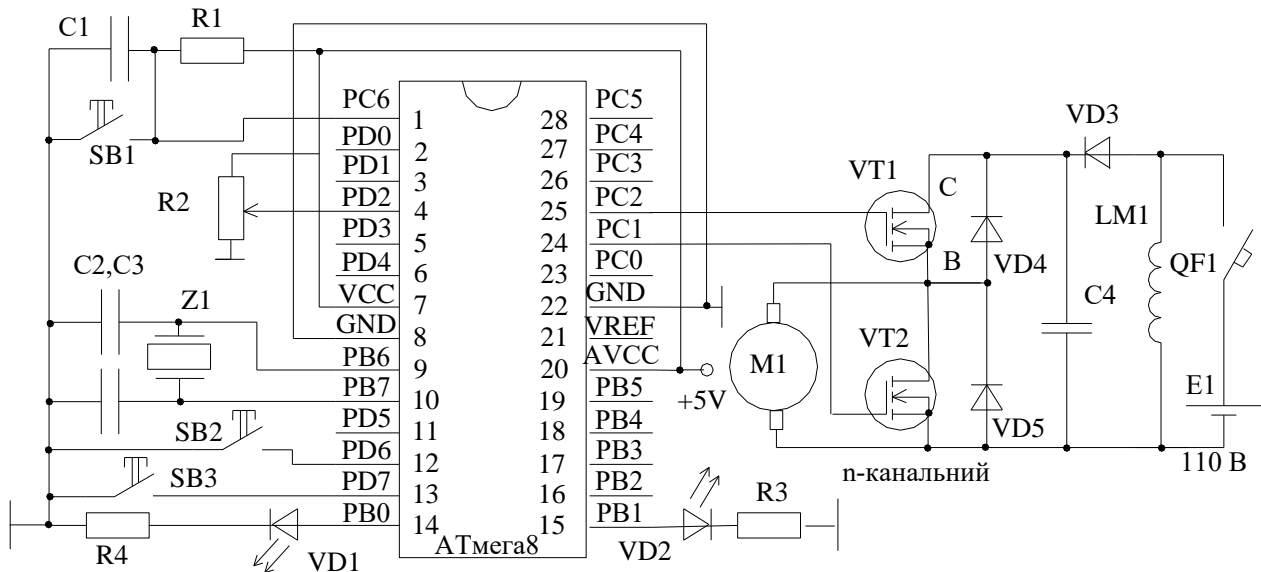 C1
R1
SB1
R2
C2,C3
Z1
SB2
SB3
R4
VD1
PC6
PD0
PD1
PD2
PD3
PD4
VCC
GND
PB6
PB7
PD5
PD6
PD7
PB0
1
2
3
4
5
6
7
8
9
10
11
12
13
14
28
27
26
25
24
23
22
21
20
19
18
17
16
15
АТмега8
PC5
PC4
PC3
PC2
PC1
PC0
GND
VREF
AVCC
PB5
PB4
PB3
PB2
PB1
+5V
VD2
R3
M1
VT1
C
B
VT2
VD4
VD5
n-канальний
C4
VD3
LM1
QF1
E1
110 В